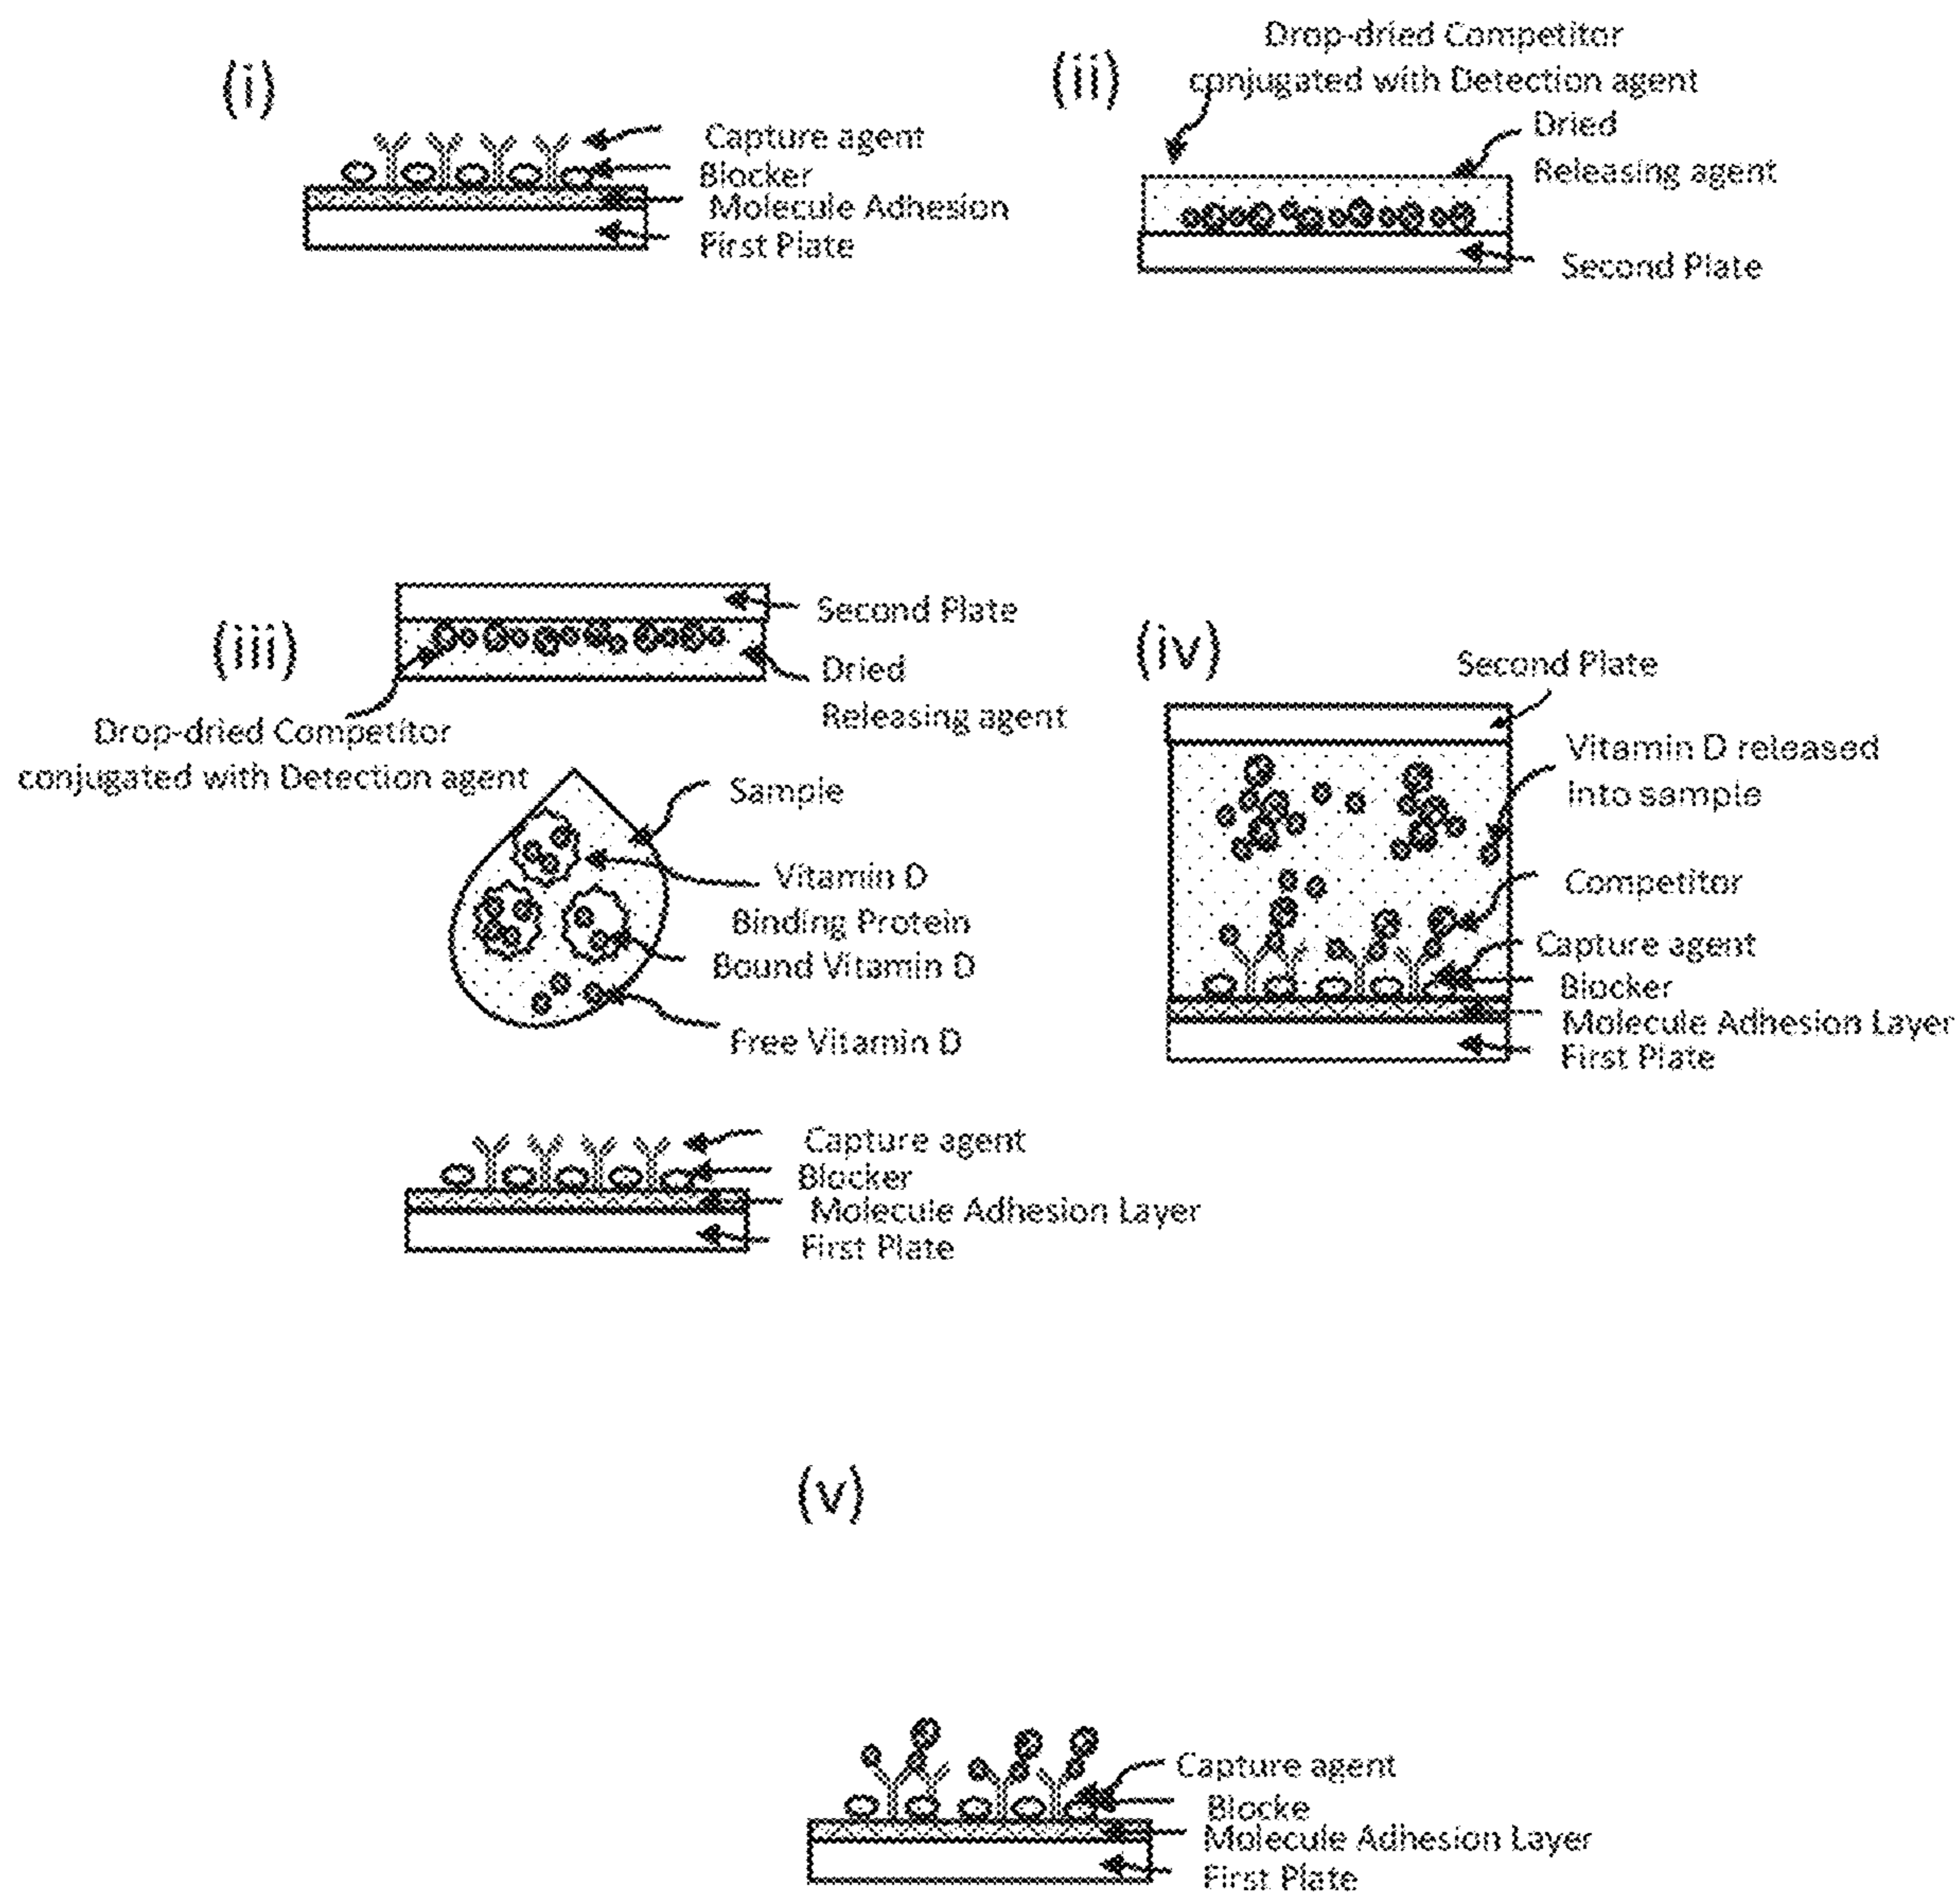 (i)
Capture agent
Blocker
Molecule Adhesion
First Plate
(ii)
Drop-dried Competitor
conjugated with Detection agent
Dried
Releasing agent
Second Plate
(iii)
Second Plate
Dried
Releasing agent
Drop-dried Competitor
conjugated with Detection agent
Sample
Vitamin D
Binding Protein
Bound Vitamin D
Free Vitamin D
Capture agent
Blocker
Molecule Adhesion Layer
First Plate
(iv)
Second Plate
Vitamin D released
into sample
Competitor
Capture agent
Blocker
Molecule Adhesion Layer
First Plate
(v)
Capture agent
Blocke
Molecule Adhesion Layer
First Plate